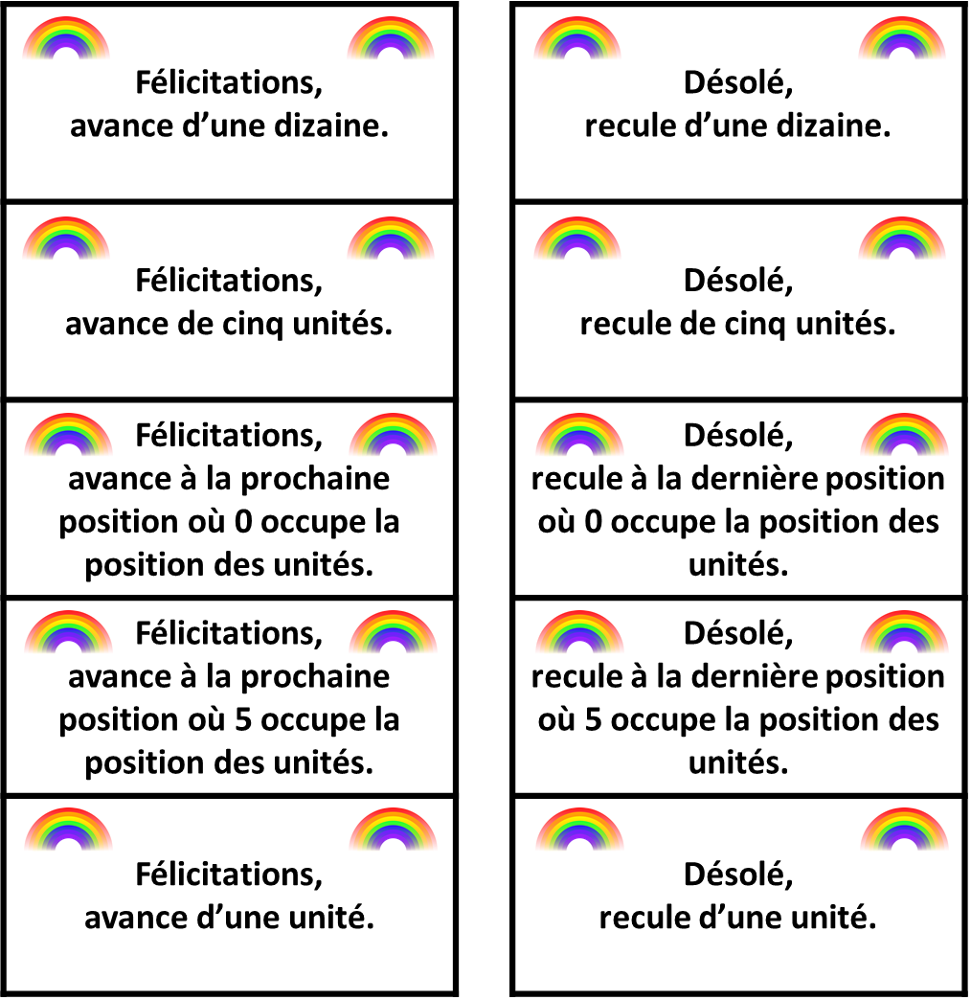 Félicitations,
avance d’une dizaine.
Désolé,
recule d’une dizaine.
Félicitations,
avance de cinq unités.
Désolé,
recule de cinq unités.
Félicitations,
avance à la prochaine
position où 0 occupe la
position des unités.
Désolé,
recule à la dernière position
où 0 occupe la position des
unités.
Félicitations,
avance à la prochaine
position où 5 occupe la
position des unités.
Désolé,
recule à la dernière position
où 5 occupe la position des
unités.
Félicitations,
avance d’une unité.
Désolé,
recule d’une unité.